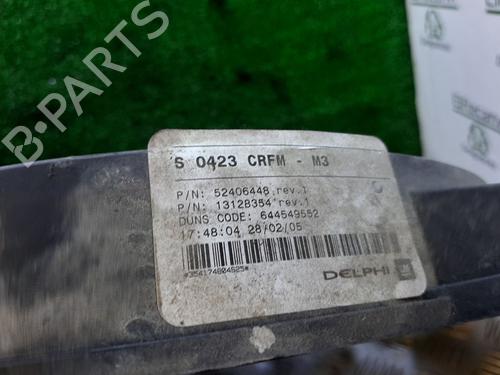 S 0423 CRFM - M3
P/N: 52406448.rev.1
P/N: 13128354 rev.1
DUNS CODE: 644549552
17:48:04 28/02/05
*354174804525*
DELPHI
B-PARTS